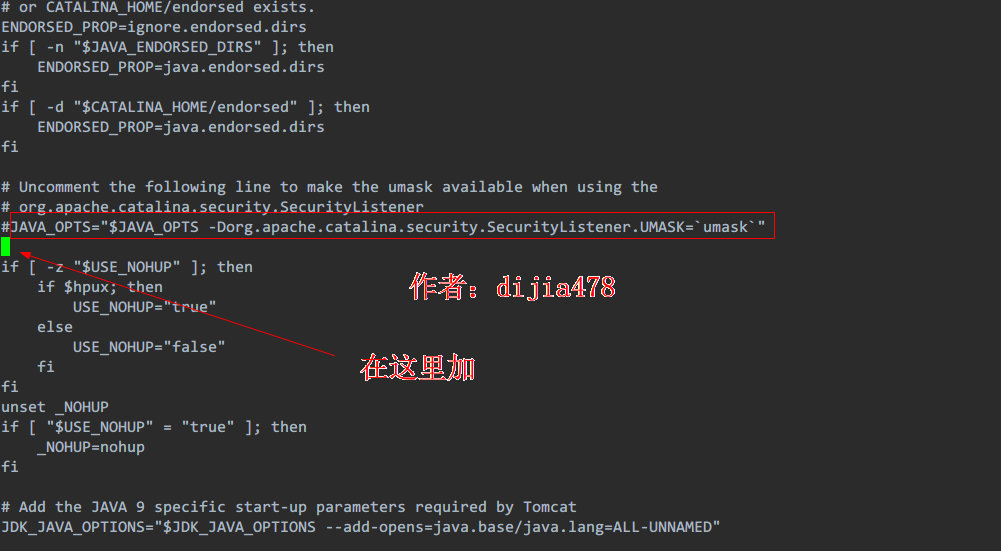 # or CATALINA_HOME/endorsed exists.
ENDORSED_PROP=ignore.endorsed.dirs
if [ -n "$JAVA_ENDORSED_DIRS" ]; then
    ENDORSED_PROP=java.endorsed.dirs
fi
if [ -d "$CATALINA_HOME/endorsed" ]; then
    ENDORSED_PROP=java.endorsed.dirs
fi

# Uncomment the following line to make the umask available when using the
# org.apache.catalina.security.SecurityListener
#JAVA_OPTS="$JAVA_OPTS -Dorg.apache.catalina.security.SecurityListener.UMASK=`umask`"

if [ -z "$USE_NOHUP" ]; then
    if $hpux; then
作者：dijia478
        USE_NOHUP="true"
    else
        USE_NOHUP="false"
    fi
在这里加
fi
unset _NOHUP
if [ "$USE_NOHUP" = "true" ]; then
    _NOHUP=nohup
fi

# Add the JAVA 9 specific start-up parameters required by Tomcat
JDK_JAVA_OPTIONS="$JDK_JAVA_OPTIONS --add-opens=java.base/java.lang=ALL-UNNAMED"